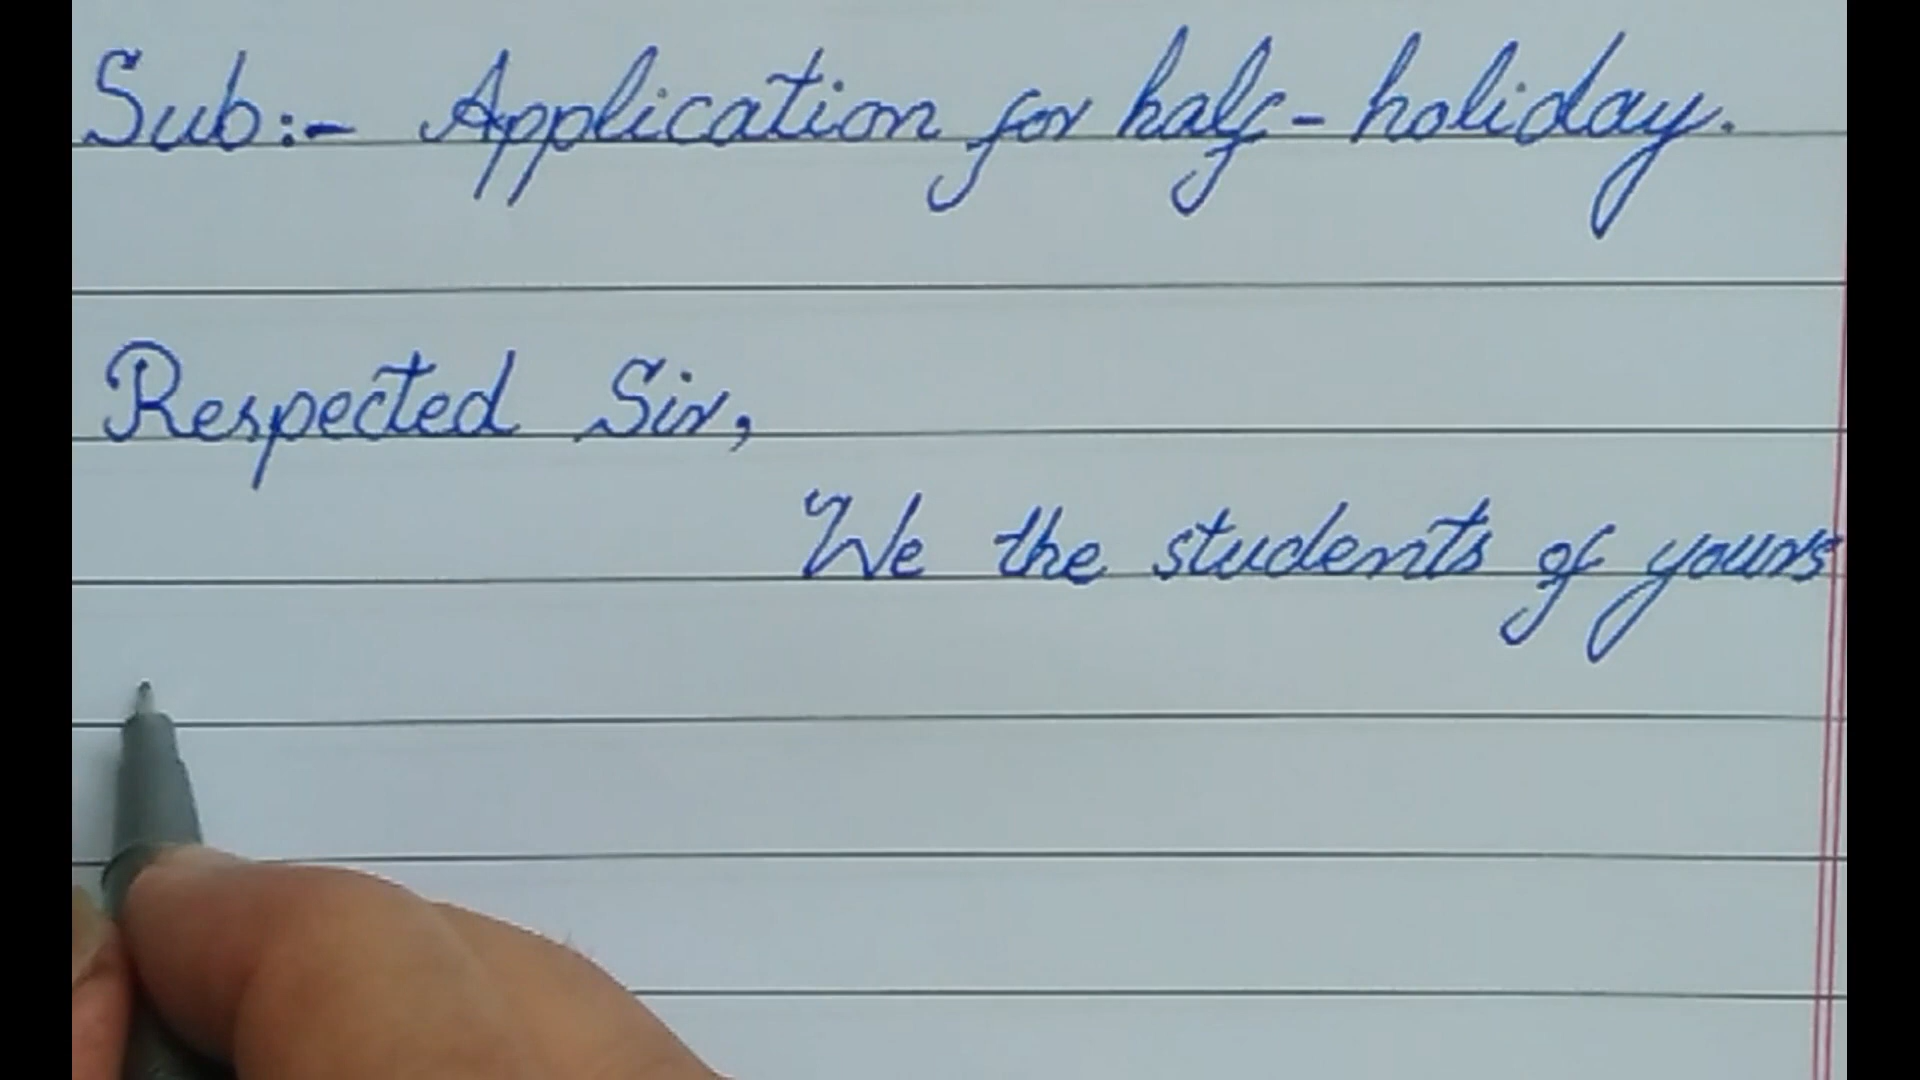 Sub:- Application for half-holiday.
Respected Sir,
We the students of yours